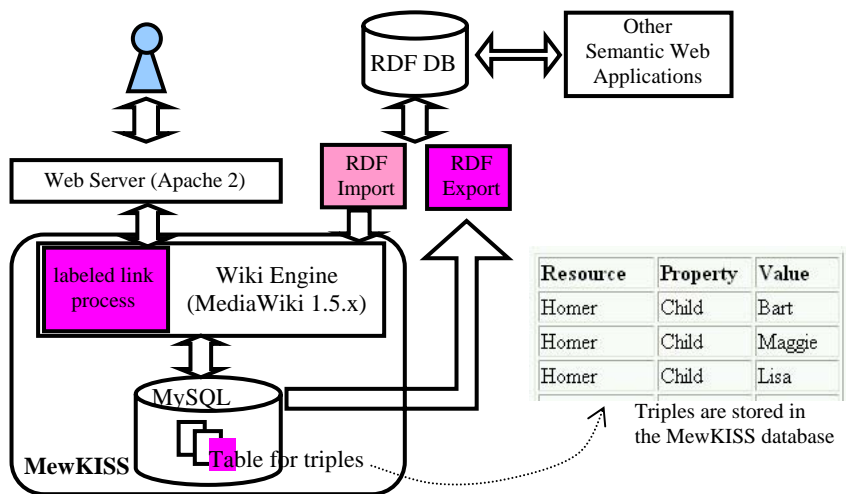 RDF DB
Other
Semantic Web
Applications
Web Server (Apache 2)
RDF
Import
RDF
Export
labeled link
process
Wiki Engine
(MediaWiki 1.5.x)
Resource Property Value
Homer Child Bart
Homer Child Maggie
Homer Child Lisa
MySQL
Table for triples
MewKISS
Triples are stored in
the MewKISS database